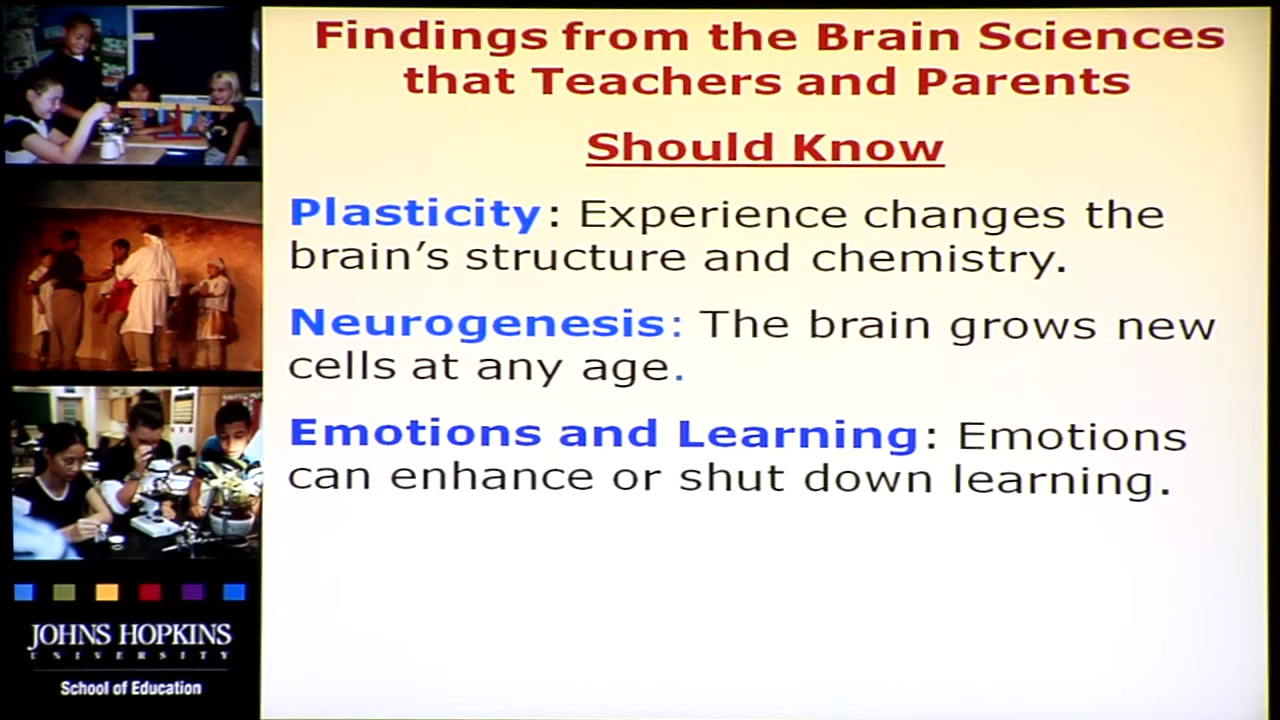 Findings from the Brain Sciences
that Teachers and Parents
Should Know
Plasticity: Experience changes the
brain’s structure and chemistry.
Neurogenesis: The brain grows new
cells at any age.
Emotions and Learning: Emotions
can enhance or shut down learning.
JOHNS HOPKINS
UNIVERSITY
School of Education